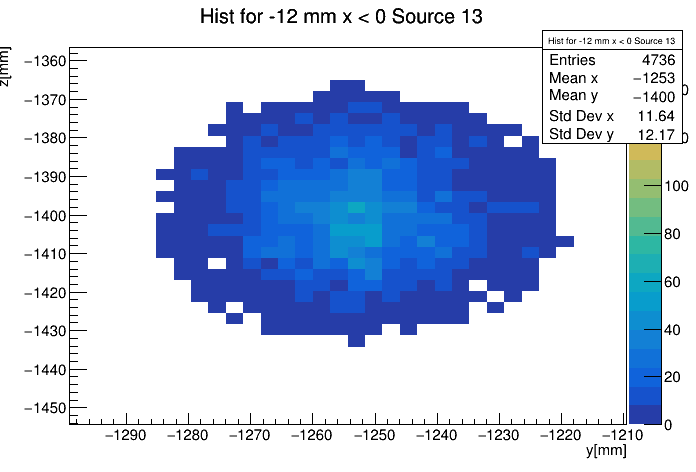 Hist for -12 mm x < 0 Source 13
z[mm]
Hist for -12 mm x < 0 Source 13
Entries 4736
Mean x −1253
Mean y −1400
Std Dev x 11.64
Std Dev y 12.17
−1360
−1370
−1380
−1390
−1400
−1410
−1420
−1430
−1440
−1450
100
80
60
40
20
0
−1290 −1280 −1270 −1260 −1250 −1240 −1230 −1220 −1210
y[mm]